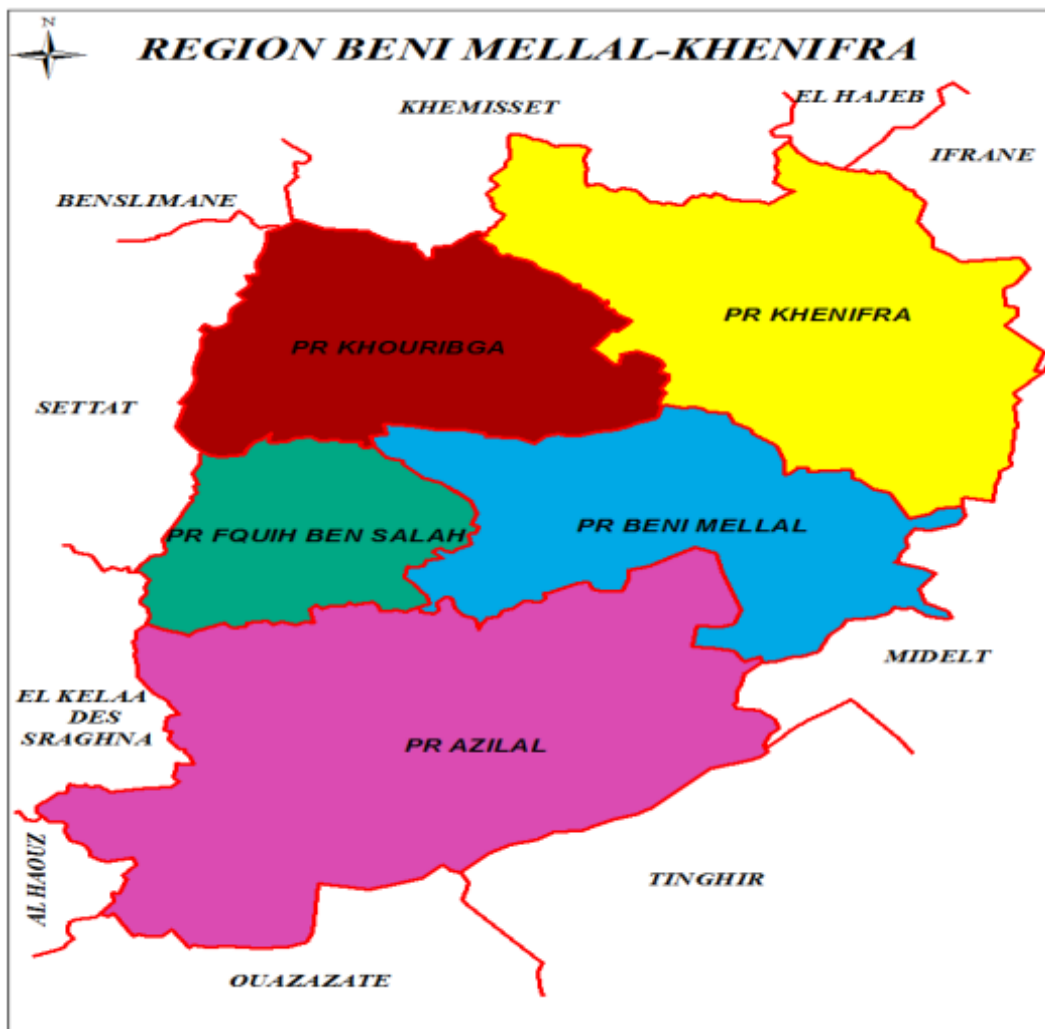 N
REGION BENI MELLAL-KHENIFRA
EL HAJEB
KHEMISSET
IFRANE
BENSLIMANE
PR KHENIFRA
PR KHOURIBGA
SETTAT
PR FQUIH BEN SALAH
PR BENI MELLAL
MIDELT
EL KELAA
DES
SRAGHNA
PR AZILAL
AL HAOUZ
TINGHIR
OUAZAZATE